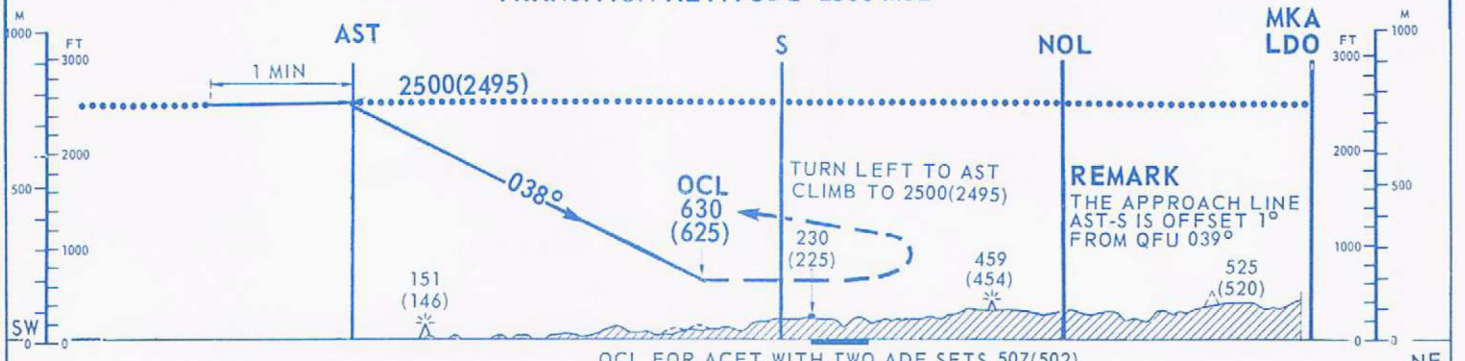 M
1000
FT
3000
AST
S
NOL
MKA
LDO
FT
3000
M
1000
1 MIN
2500(2495)
2000
2000
500
038°
OCL
630
(625)
TURN LEFT TO AST
CLIMB TO 2500(2495)
REMARK
THE APPROACH LINE
AST-S IS OFFSET 1°
FROM QFU 039°
500
1000
230
(225)
1000
151
(146)
459
(454)
525
(520)
SW
0
0
0
0